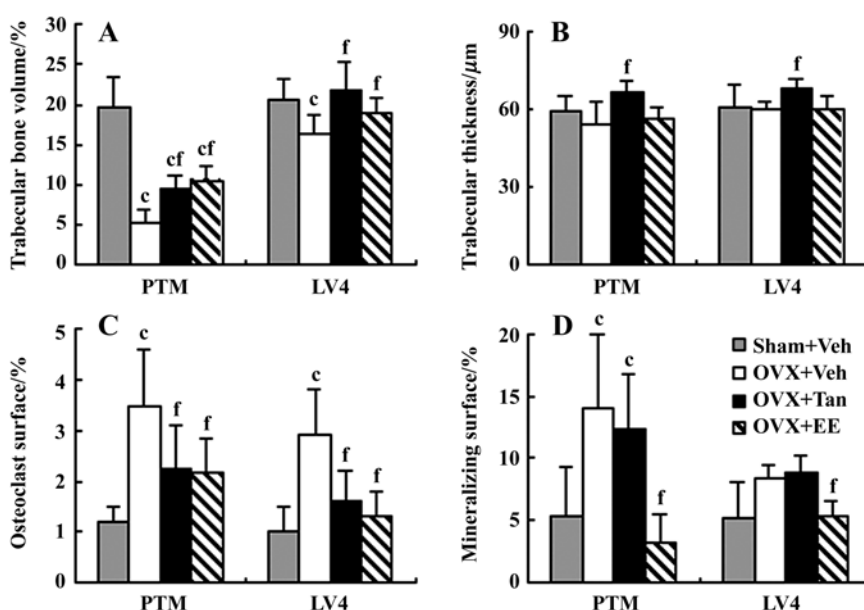 A
Trabecular bone volume/%
30
25
20
15
10
5
0
c
cf
cf
c
f
f
PTM
LV4
B
Trabecular thickness/μm
90
60
30
0
f
f
PTM
LV4
C
Osteoclast surface/%
5
4
3
2
1
0
c
f
f
c
f
f
PTM
LV4
D
Mineralizing surface/%
20
15
10
5
0
c
c
f
f
Sham+Veh
OVX+Veh
OVX+Tan
OVX+EE
PTM
LV4